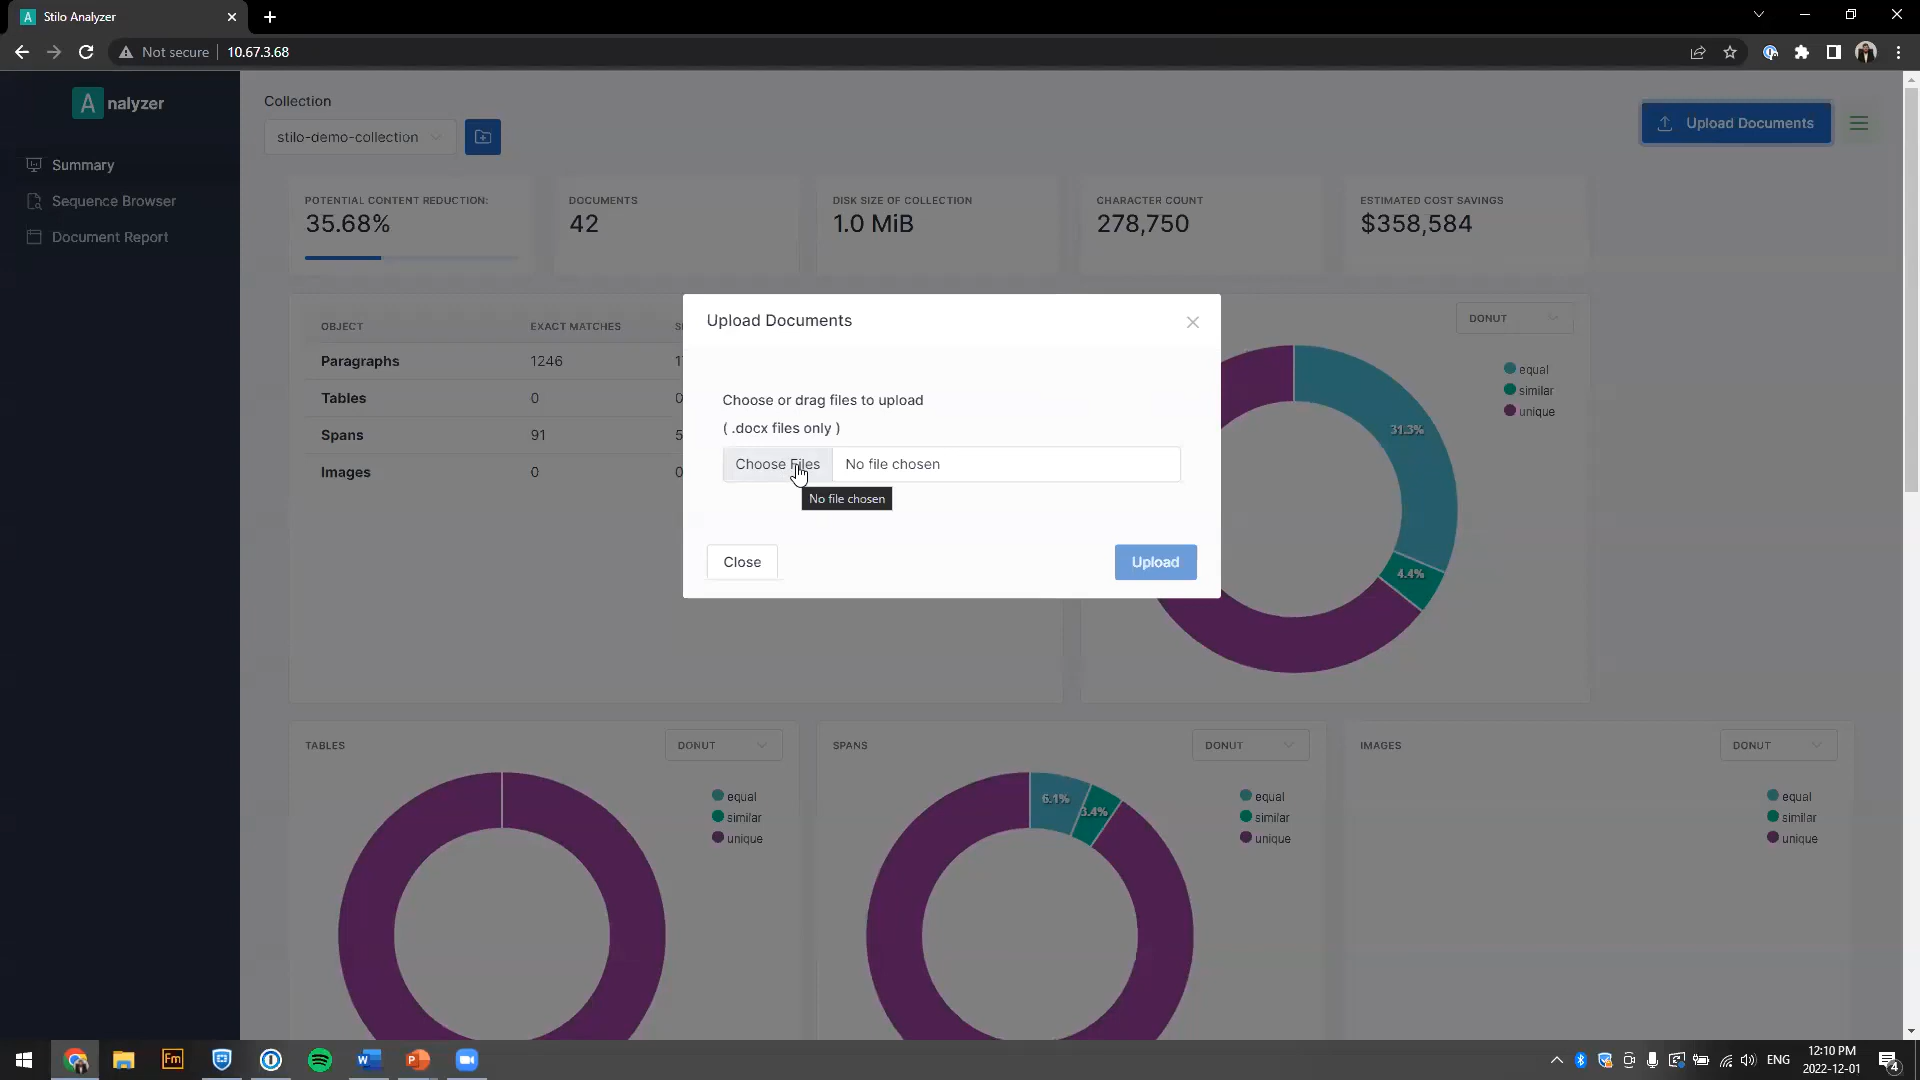 Stilo Analyzer
Not secure 10.67.3.68
Analyzer
Summary
Sequence Browser
Document Report
Collection
stilo-demo-collection
Upload Documents
POTENTIAL CONTENT REDUCTION:
35.68%
DOCUMENTS
42
DISK SIZE OF COLLECTION
1.0 MiB
CHARACTER COUNT
278,750
ESTIMATED COST SAVINGS
$358,584
OBJECT EXACT MATCHES
Paragraphs 1246
Tables 0
Spans 91
Images 0
Upload Documents
Choose or drag files to upload
( .docx files only )
Choose Files No file chosen
No file chosen
Close Upload
DONUT
equal
similar
unique
31.3%
4.4%
TABLES DONUT
equal
similar
unique
SPANS DONUT
equal
similar
unique
6.1%
3.4%
IMAGES DONUT
equal
similar
unique
Fm
ENG
12:10 PM
2022-12-01
4